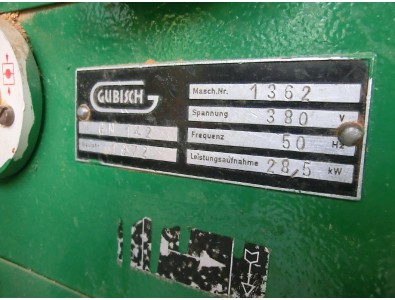 GUBISCH
Masch.Nr. 1362
Spannung 380 V
Frequenz 50 Hz
Leistungsaufnahme 28,5 kW